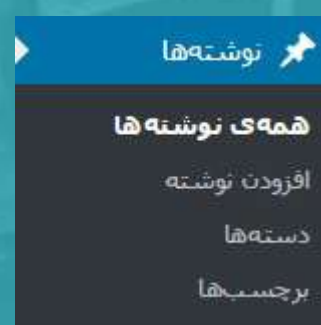 نوشته‌ها
همه‌ی نوشته ها
افزودن نوشته
دسته‌ها
برچسب‌ها